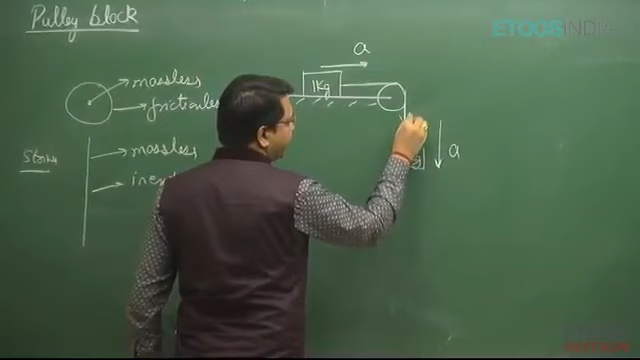 Pulley block
ETOOSINDIA
a
massless
1kg
frictionless
String
massless
a